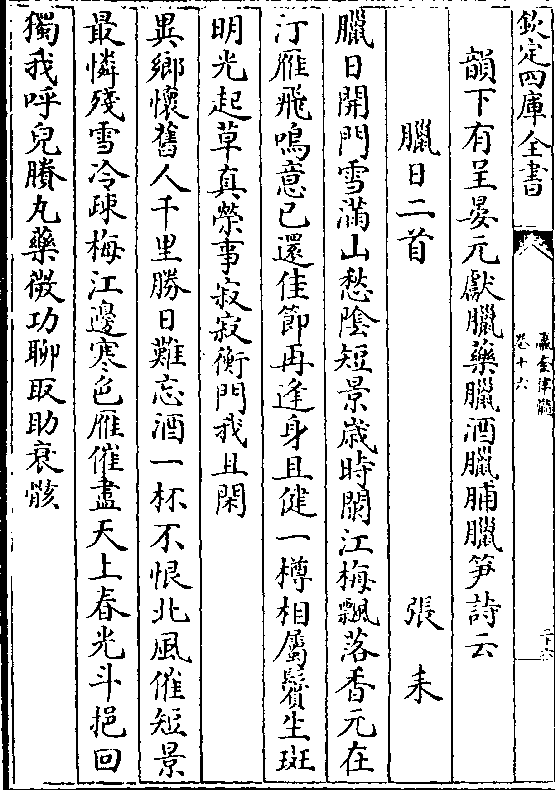 欽定四庫全書
瀛奎律髓
卷十六
韻下有呈晏元獻臘藥臘酒臘脯臘笋詩云
臘日二首 張耒
臘日開門雪滿山愁陰短景歲時闌江梅飄落香元在
汀雁飛鳴意已還佳節再逢身且健一樽相屬鬢生斑
明光起草真榮事寂寂衡門我且閑
異鄉懷舊人千里勝日難忘酒一杯不恨北風催短景
最憐殘雪冷疎梅江邊寒色雁催盡天上春光斗挹回
獨我呼兒賸丸藥微功聊取助衰骸